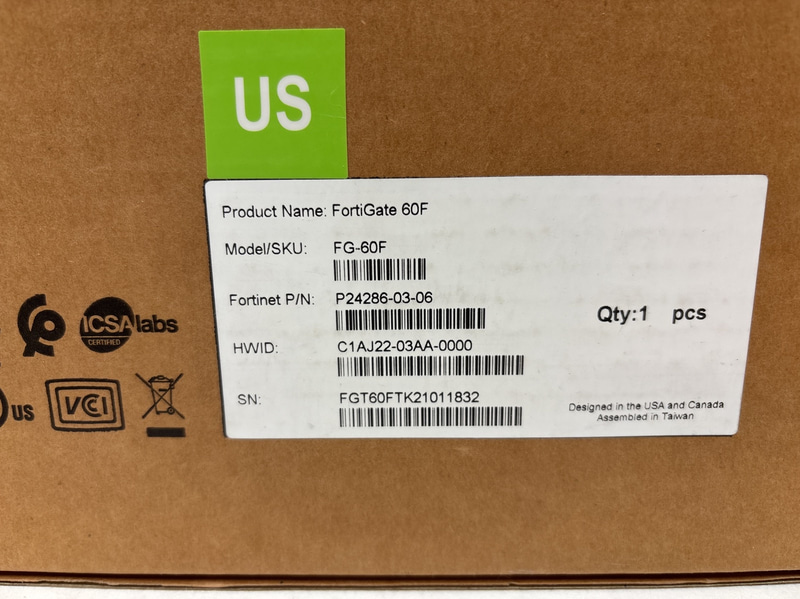 US
Product Name: FortiGate 60F
Model/SKU: FG-60F
Fortinet P/N: P24286-03-06
Qty:1 pcs
HWID: C1AJ22-03AA-0000
SN: FGT60FTK21011832
Designed in the USA and Canada
Assembled in Taiwan
ICSA labs
CERTIFIED
US
VCCI